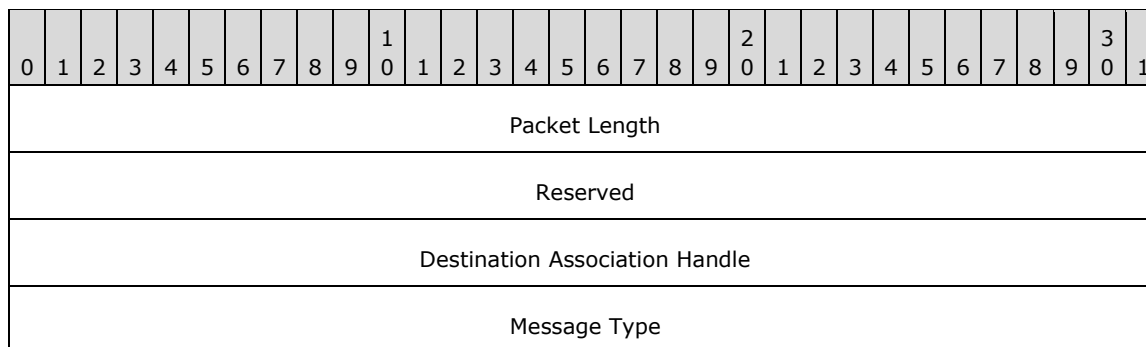 1 2 3
0 1 2 3 4 5 6 7 8 9 0 1 2 3 4 5 6 7 8 9 0 1 2 3 4 5 6 7 8 9 0 1
Packet Length
Reserved
Destination Association Handle
Message Type